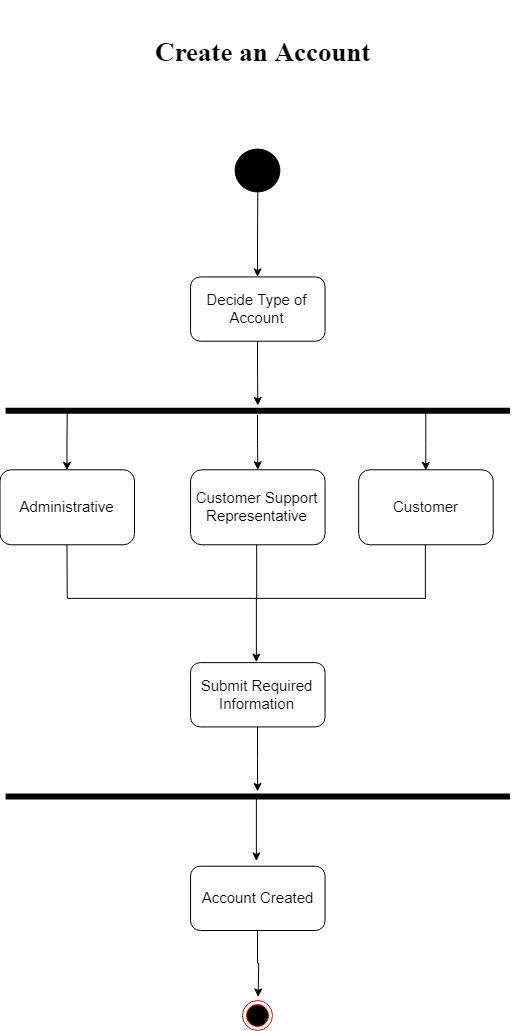 Create an Account
Decide Type of
Account
Administrative
Customer Support
Representative
Customer
Submit Required
Information
Account Created